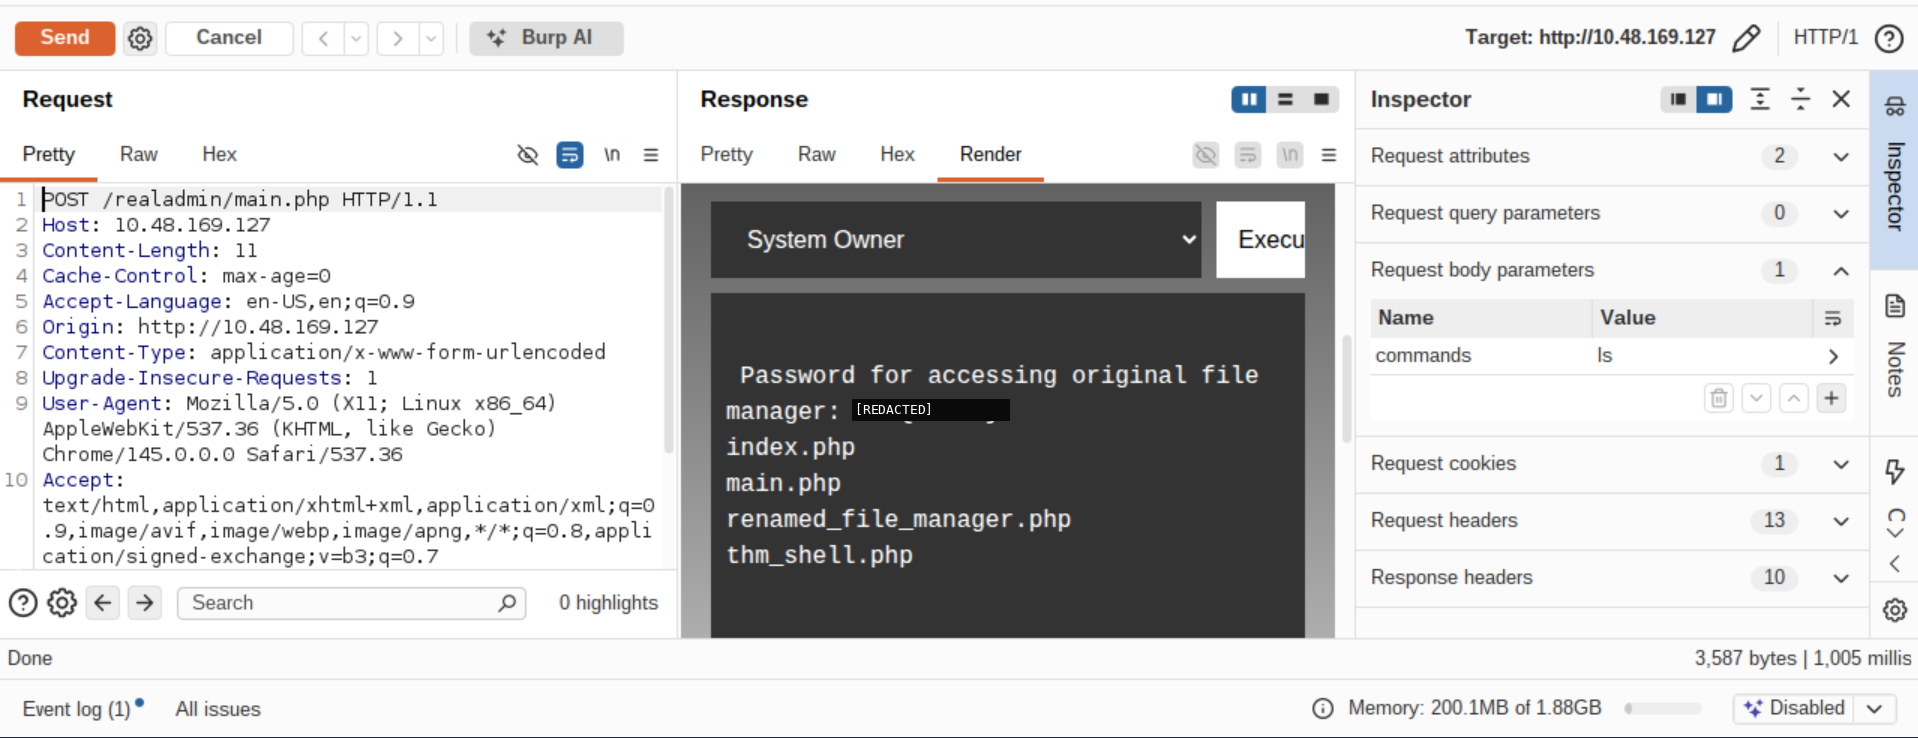 Send
Cancel
Burp AI
Target: http://10.48.169.127
HTTP/1
Request
Pretty
Raw
Hex
\n
1 POST /realadmin/main.php HTTP/1.1
2 Host: 10.48.169.127
3 Content-Length: 11
4 Cache-Control: max-age=0
5 Accept-Language: en-US,en;q=0.9
6 Origin: http://10.48.169.127
7 Content-Type: application/x-www-form-urlencoded
8 Upgrade-Insecure-Requests: 1
9 User-Agent: Mozilla/5.0 (X11; Linux x86_64)
AppleWebKit/537.36 (KHTML, like Gecko)
Chrome/145.0.0.0 Safari/537.36
10 Accept:
text/html,application/xhtml+xml,application/xml;q=0
.9,image/avif,image/webp,image/apng,*/*;q=0.8,appli
cation/signed-exchange;v=b3;q=0.7
Search
0 highlights
Response
Pretty
Raw
Hex
Render
\n
System Owner
Execu
Password for accessing original file
manager: [REDACTED]
index.php
main.php
renamed_file_manager.php
thm_shell.php
Inspector
Request attributes 2
Request query parameters 0
Request body parameters 1
Name Value
commands ls
Request cookies 1
Request headers 13
Response headers 10
Inspector
Notes
C
Done
3,587 bytes | 1,005 millis
Event log (1)
All issues
Memory: 200.1MB of 1.88GB
Disabled